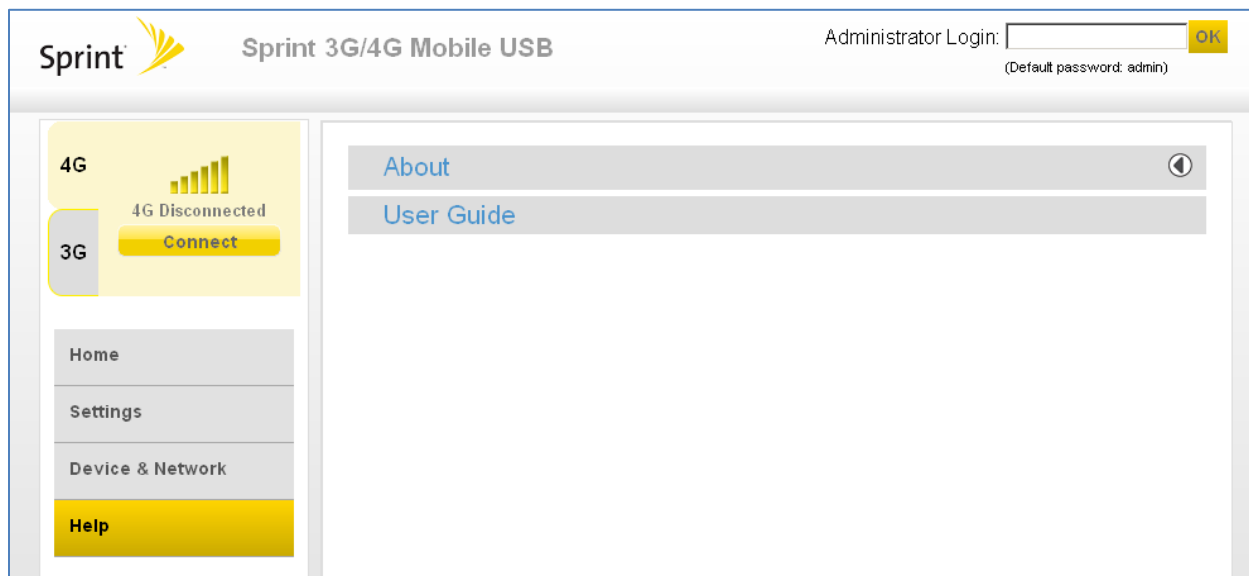 Sprint
Sprint 3G/4G Mobile USB
Administrator Login:
OK
(Default password: admin)
4G
4G Disconnected
Connect
3G
Home
Settings
Device & Network
Help
About
User Guide